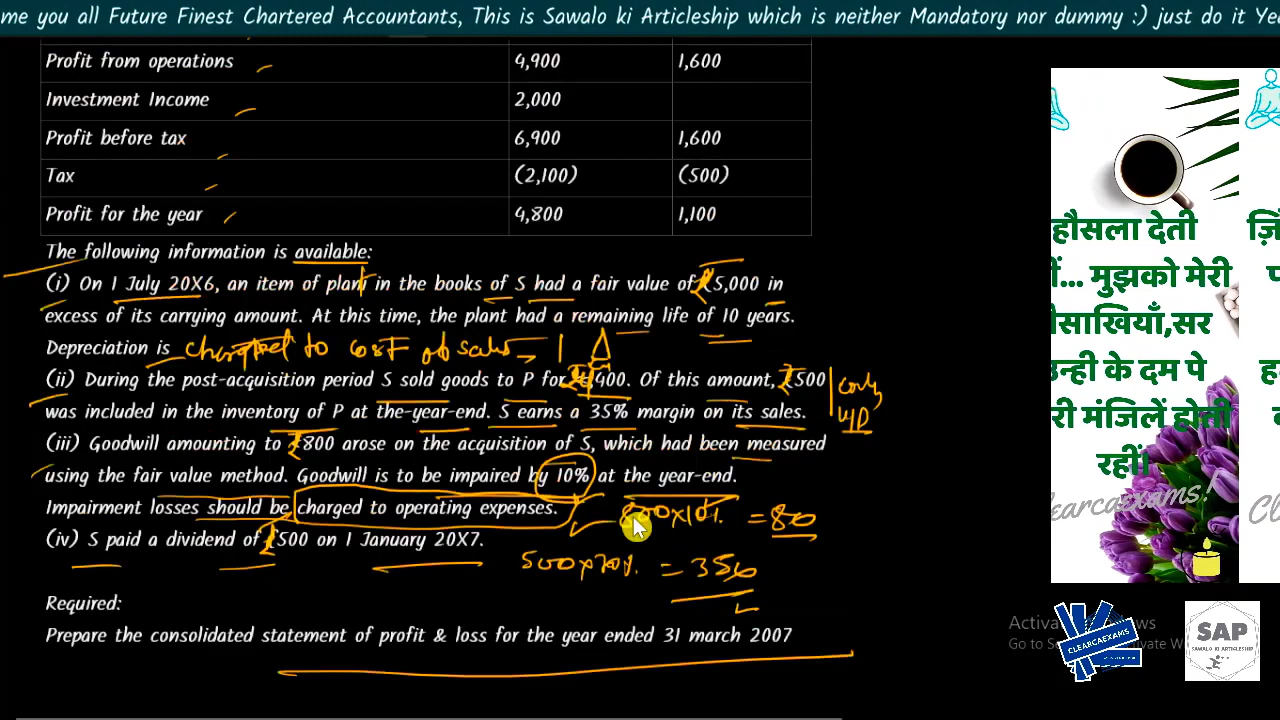 me you all Future Finest Chartered Accountants, This is Sawalo ki Articleship which is neither Mandatory nor dummy :) just do it Ye
Profit from operations 4,900 1,600
Investment Income 2,000
Profit before tax 6,900 1,600
Tax (2,100) (500)
Profit for the year 4,800 1,100
The following information is available:
(i) On 1 July 20X6, an item of plant in the books of S had a fair value of ₹5,000 in
excess of its carrying amount. At this time, the plant had a remaining life of 10 years.
Depreciation is charged to cost of sales.
(ii) During the post-acquisition period S sold goods to P for 400. Of this amount, ₹500
was included in the inventory of P at the-year-end. S earns a 35% margin on its sales.
(iii) Goodwill amounting to ₹800 arose on the acquisition of S, which had been measured
using the fair value method. Goodwill is to be impaired by 10% at the year-end.
Impairment losses should be charged to operating expenses.
800x10% = 80
(iv) S paid a dividend of ₹500 on 1 January 20X7.
500x70% = 350
Required:
Prepare the consolidated statement of profit & loss for the year ended 31 march 2007
हौसला देती
मुझको मेरी
साखियाँ,सर
उन्ही के दम पे
री मंजिलें होती
रहीं
learcaexams!
Go to
CLEARCAEXAMS
SAP
SAWALO KI ARTICLESHIP